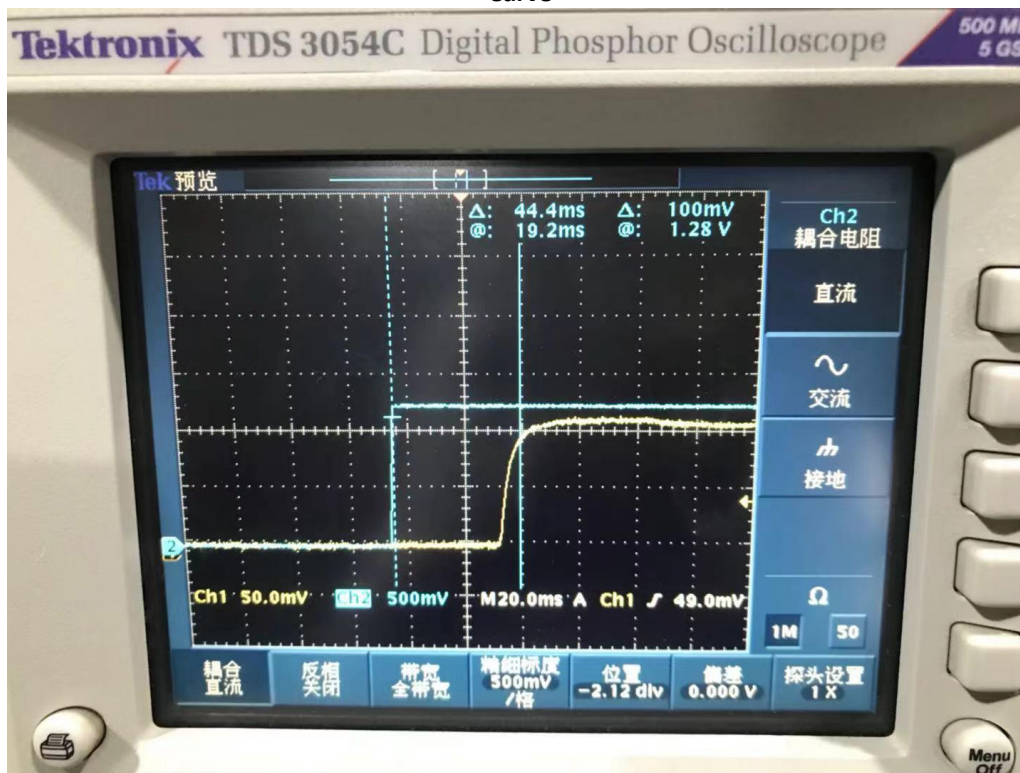 curve
Tektronix TDS 3054C Digital Phosphor Oscilloscope
500 M
5 GS
Tek 预览
Δ: 44.4ms Δ: 100mV
@: 19.2ms @: 1.28 V
Ch2
耦合电阻
直流
交流
接地
2
Ch1 50.0mV Ch2 500mV M20.0ms A Ch1 49.0mV
Ω
1M 50
耦合
直流
反相
关闭
带宽
全带宽
精细标度
500mV
/格
位置
-2.12 div
偏差
0.000 V
探头设置
1 X
Menu
Off